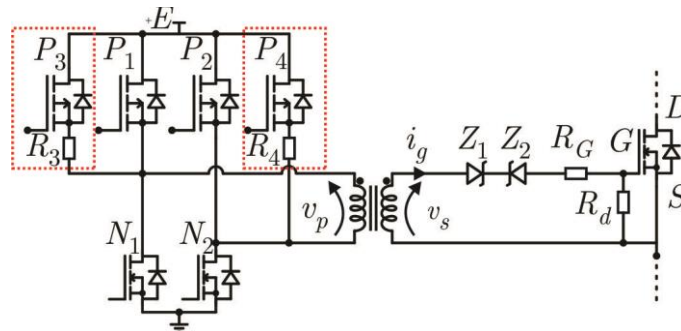 +E
P3 P1 P2 P4
R3 R4 ig Z1 Z2 RG G D
vp vs Rd S
N1 N2